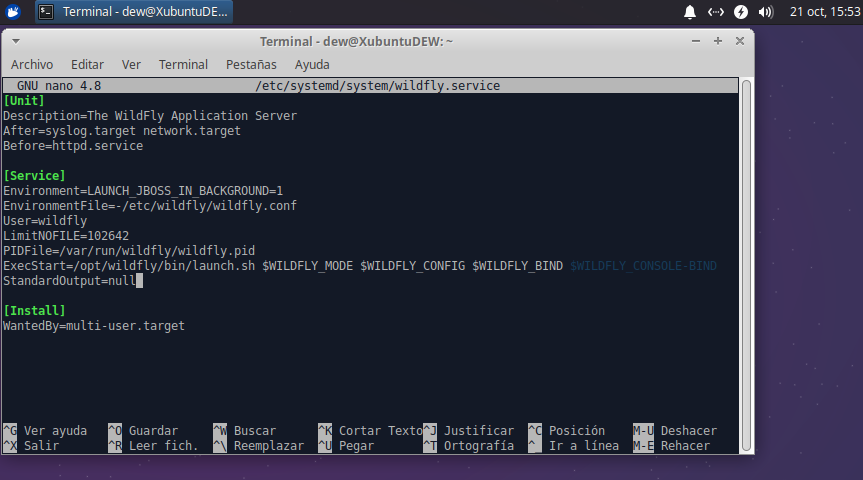 Terminal - dew@XubuntuDE...
21 oct, 15:53
Terminal - dew@XubuntuDEW: ~
Archivo Editar Ver Terminal Pestañas Ayuda
GNU nano 4.8 /etc/systemd/system/wildfly.service
[Unit]
Description=The WildFly Application Server
After=syslog.target network.target
Before=httpd.service
[Service]
Environment=LAUNCH_JBOSS_IN_BACKGROUND=1
EnvironmentFile=-/etc/wildfly/wildfly.conf
User=wildfly
LimitNOFILE=102642
PIDFile=/var/run/wildfly/wildfly.pid
ExecStart=/opt/wildfly/bin/launch.sh $WILDFLY_MODE $WILDFLY_CONFIG $WILDFLY_BIND $WILDFLY_CONSOLE-BIND
StandardOutput=null
[Install]
WantedBy=multi-user.target
^G Ver ayuda ^O Guardar ^W Buscar ^K Cortar Texto ^J Justificar ^C Posición M-U Deshacer
^X Salir ^R Leer fich. ^\ Reemplazar ^U Pegar ^T Ortografía ^_ Ir a línea M-E Rehacer